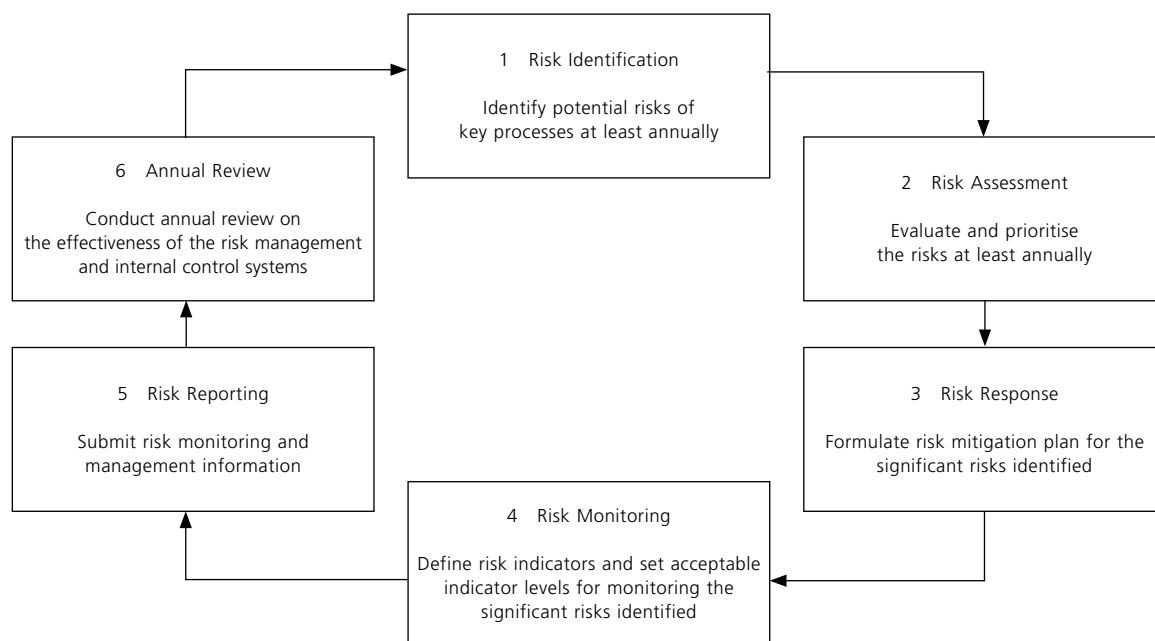 1 Risk Identification
Identify potential risks of
key processes at least annually
2 Risk Assessment
Evaluate and prioritise
the risks at least annually
3 Risk Response
Formulate risk mitigation plan for the
significant risks identified
4 Risk Monitoring
Define risk indicators and set acceptable
indicator levels for monitoring the
significant risks identified
5 Risk Reporting
Submit risk monitoring and
management information
6 Annual Review
Conduct annual review on
the effectiveness of the risk management
and internal control systems